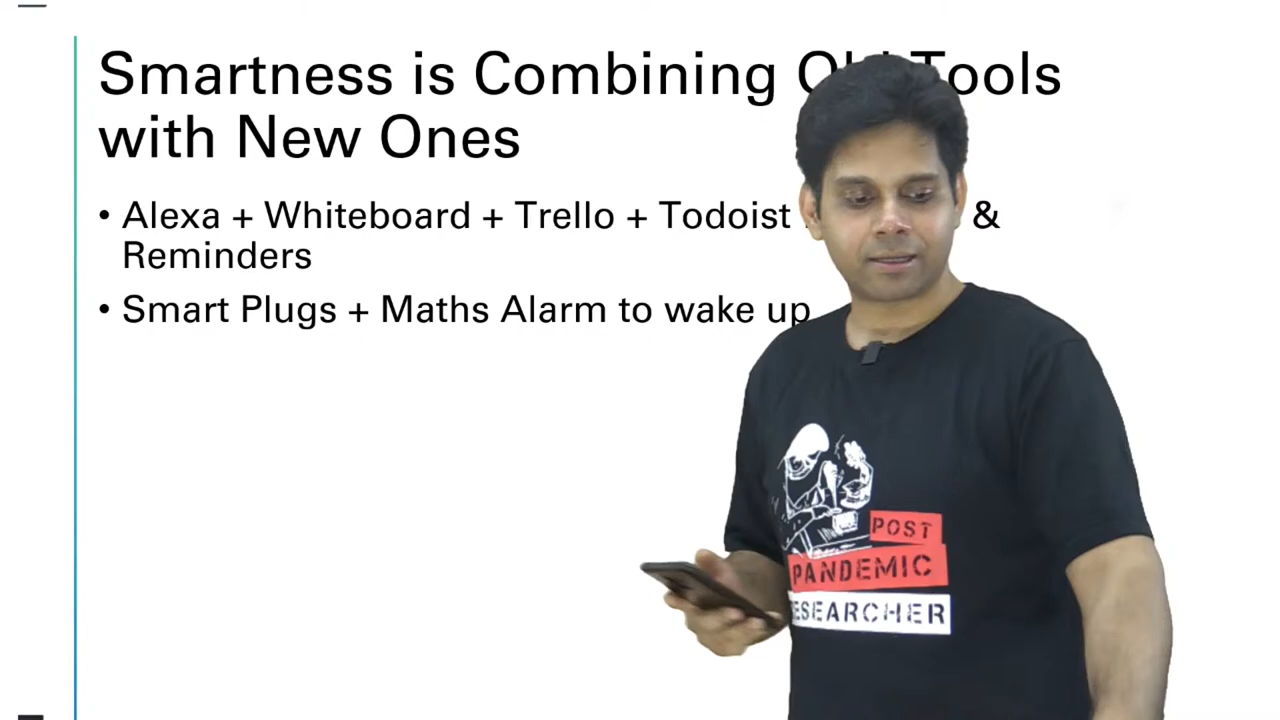 Smartness is Combining Old Tools
with New Ones
• Alexa + Whiteboard + Trello + Todoist &
Reminders
• Smart Plugs + Maths Alarm to wake up
POST
PANDEMIC
RESEARCHER